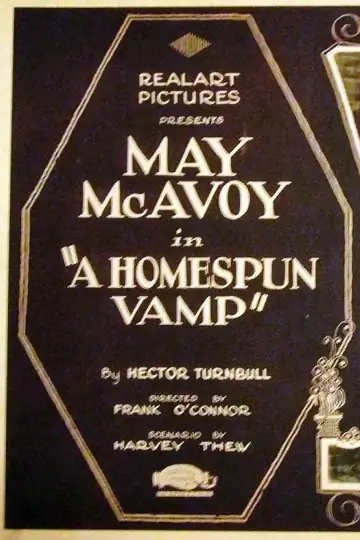 REALART
PICTURES
PRESENTS
MAY
McAVOY
in
"A HOMESPUN
VAMP"
By HECTOR TURNBULL
DIRECTED BY
FRANK O'CONNOR
SCENARIO BY
HARVEY THEW